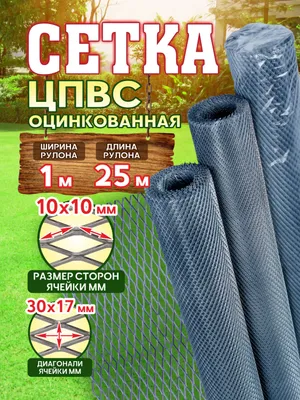 СЕТКА
ЦПВС
ОЦИНКОВАННАЯ
ШИРИНА
РУЛОНА
1 м
ДЛИНА
РУЛОНА
25 м
10х10 мм
РАЗМЕР СТОРОН
ЯЧЕЙКИ ММ
30х17 мм
ДИАГОНАЛИ
ЯЧЕЙКИ ММ